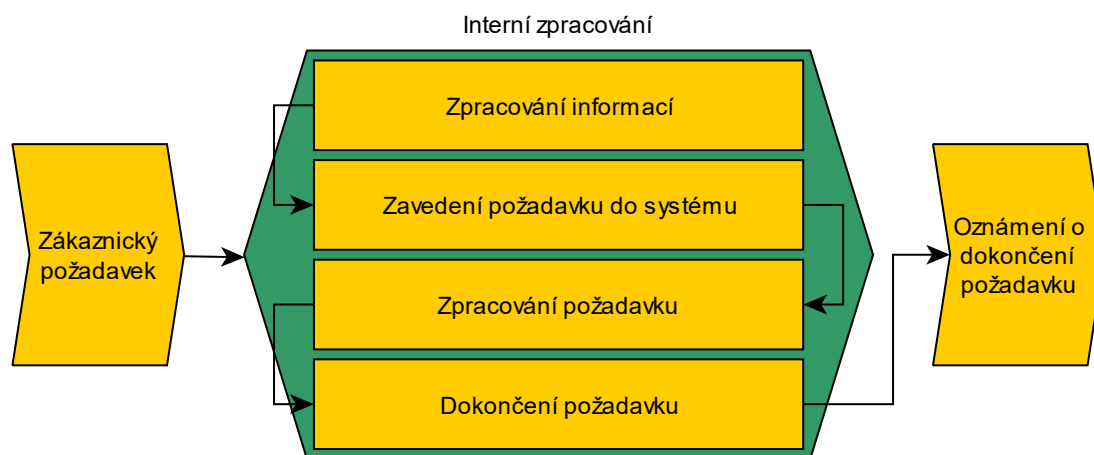 Interní zpracování
Zpracování informací
Zavedení požadavku do systému
Zákaznický
požadavek
Zpracování požadavku
Dokončení požadavku
Oznámení o
dokončení
požadavku